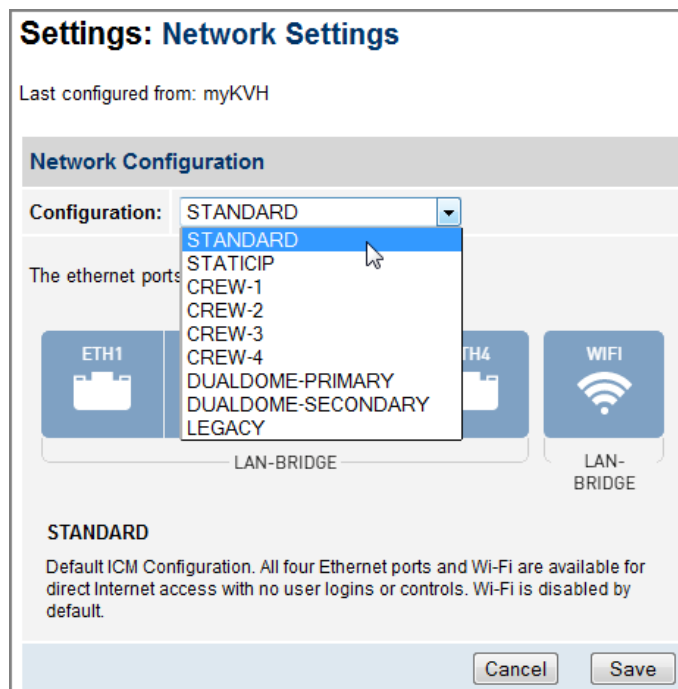 Settings: Network Settings
Last configured from: myKVH
Network Configuration
Configuration: STANDARD
STANDARD
STATICIP
CREW-1
CREW-2
CREW-3
CREW-4
DUALDOME-PRIMARY
DUALDOME-SECONDARY
LEGACY
The ethernet ports
ETH1
TH4
WIFI
LAN-BRIDGE
LAN-
BRIDGE
STANDARD
Default ICM Configuration. All four Ethernet ports and Wi-Fi are available for
direct Internet access with no user logins or controls. Wi-Fi is disabled by
default.
Cancel Save